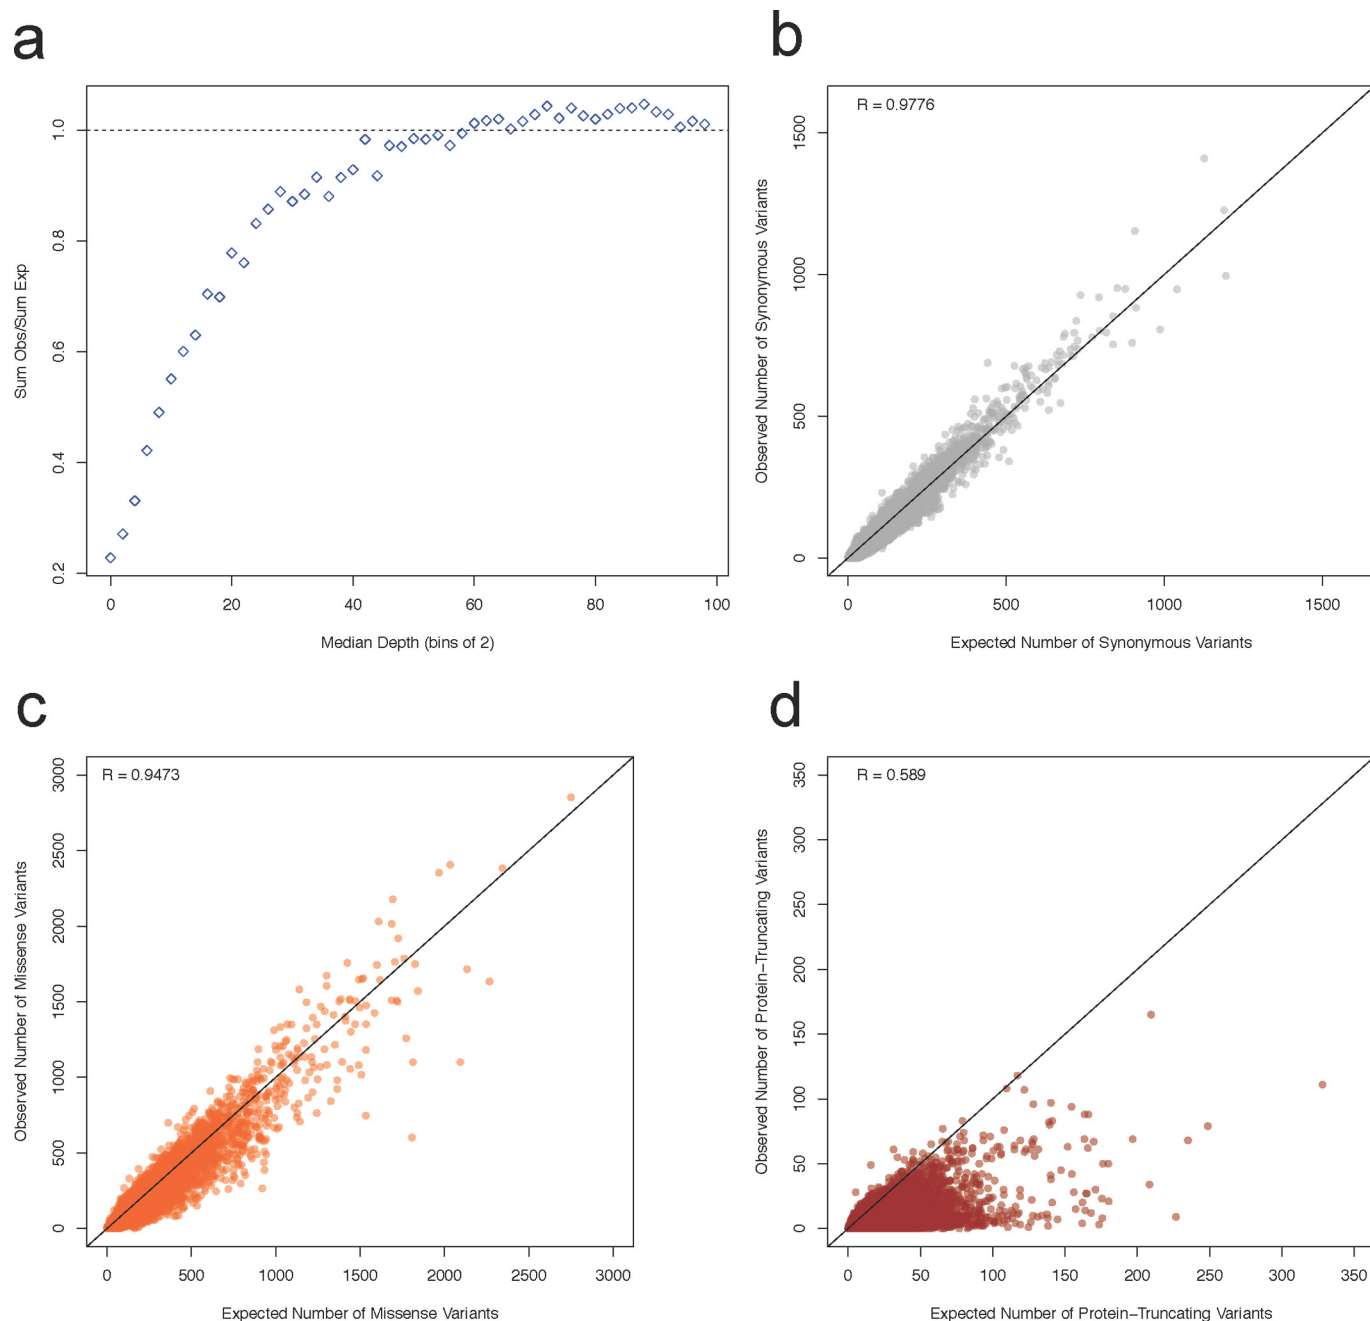 a
Sum Obs/Sum Exp
0.2 0.4 0.6 0.8 1.0
0 20 40 60 80 100
Median Depth (bins of 2)
b
R = 0.9776
Observed Number of Synonymous Variants
0 500 1000 1500
0 500 1000 1500
Expected Number of Synonymous Variants
c
R = 0.9473
Observed Number of Missense Variants
0 500 1000 1500 2000 2500 3000
0 500 1000 1500 2000 2500 3000
Expected Number of Missense Variants
d
R = 0.589
Observed Number of Protein−Truncating Variants
0 50 100 150 200 250 300 350
0 50 100 150 200 250 300 350
Expected Number of Protein−Truncating Variants